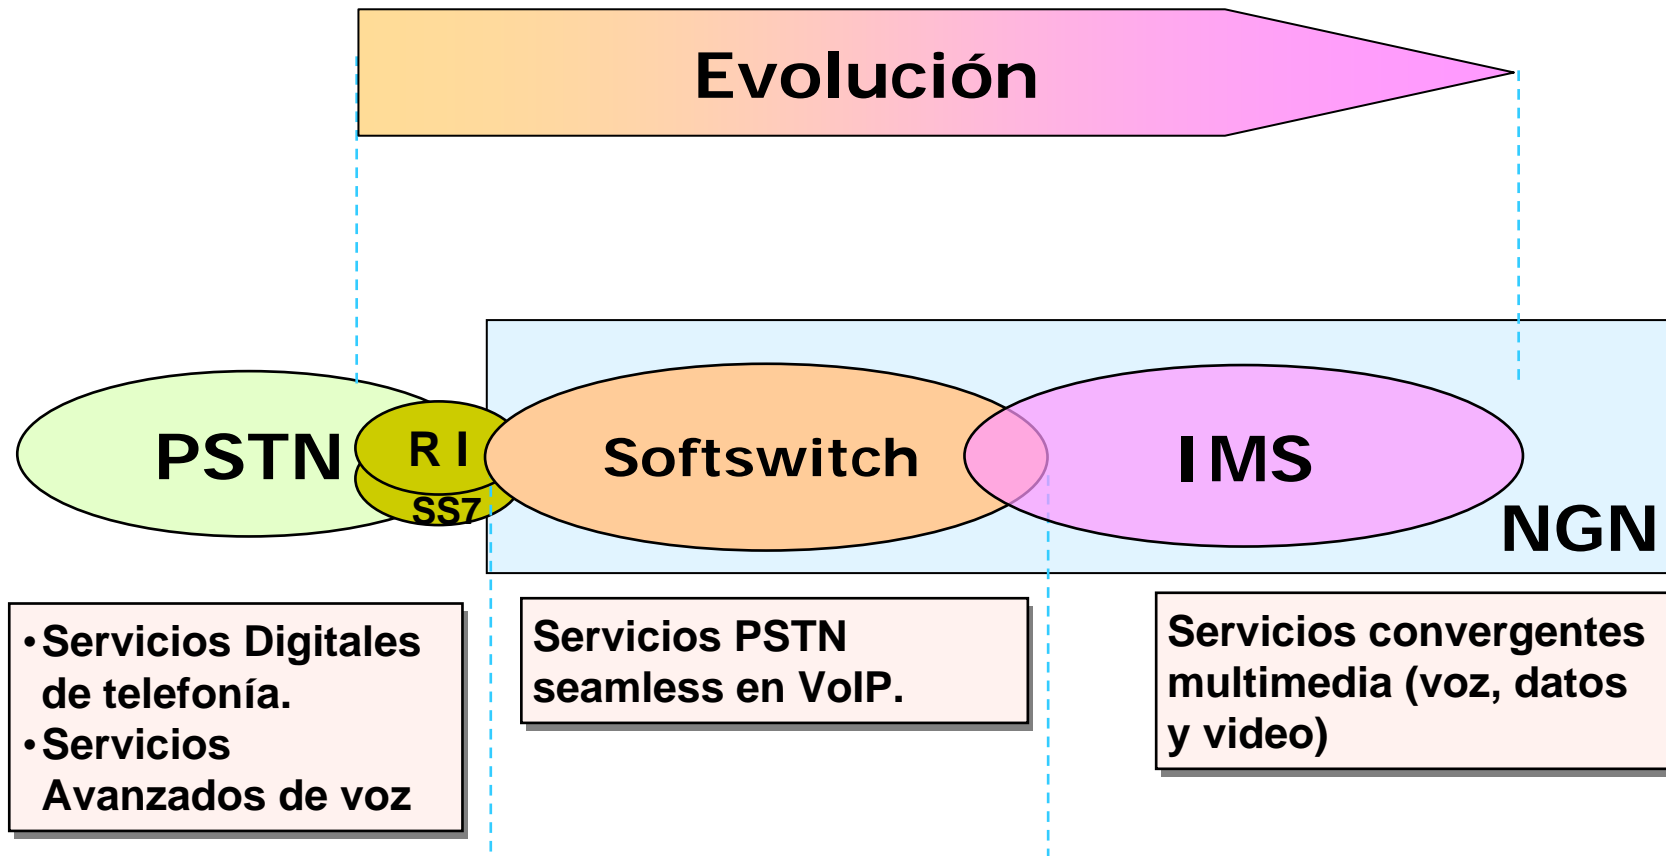 Evolución
PSTN
R I
SS7
Softswitch
IMS
NGN
•Servicios Digitales
de telefonía.
•Servicios
Avanzados de voz
Servicios PSTN
seamless en VoIP.
Servicios convergentes
multimedia (voz, datos
y video)